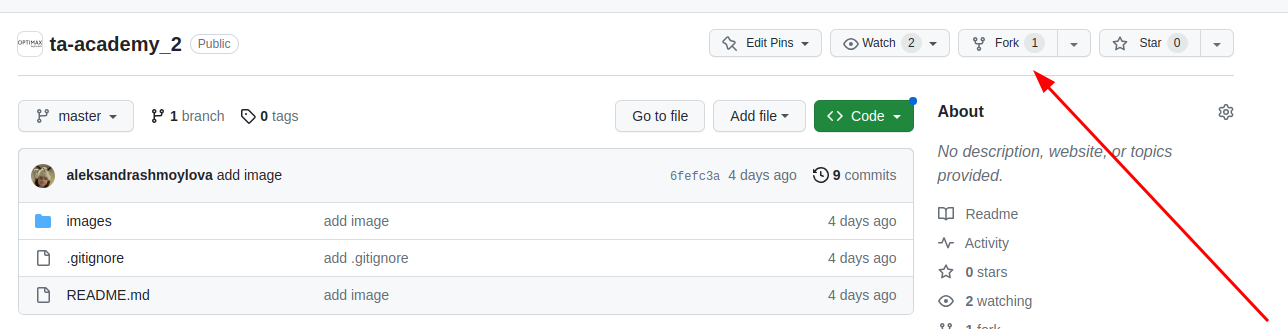 OPTIMAX ta-academy_2 Public Edit Pins Watch 2 Fork 1 Star 0
master 1 branch 0 tags Go to file Add file Code
About
No description, website, or topics
provided.
aleksandrashmoylova add image 6fefc3a 4 days ago 9 commits
images add image 4 days ago
.gitignore add .gitignore 4 days ago
README.md add image 4 days ago
Readme
Activity
0 stars
2 watching
1 fork